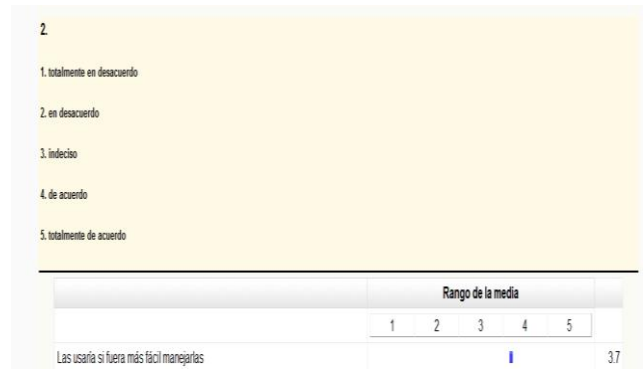 2.
1. totalmente en desacuerdo
2. en desacuerdo
3. indeciso
4. de acuerdo
5. totalmente de acuerdo
Rango de la media
1 2 3 4 5
Las usaría si fuera más fácil manejarlas 3.7